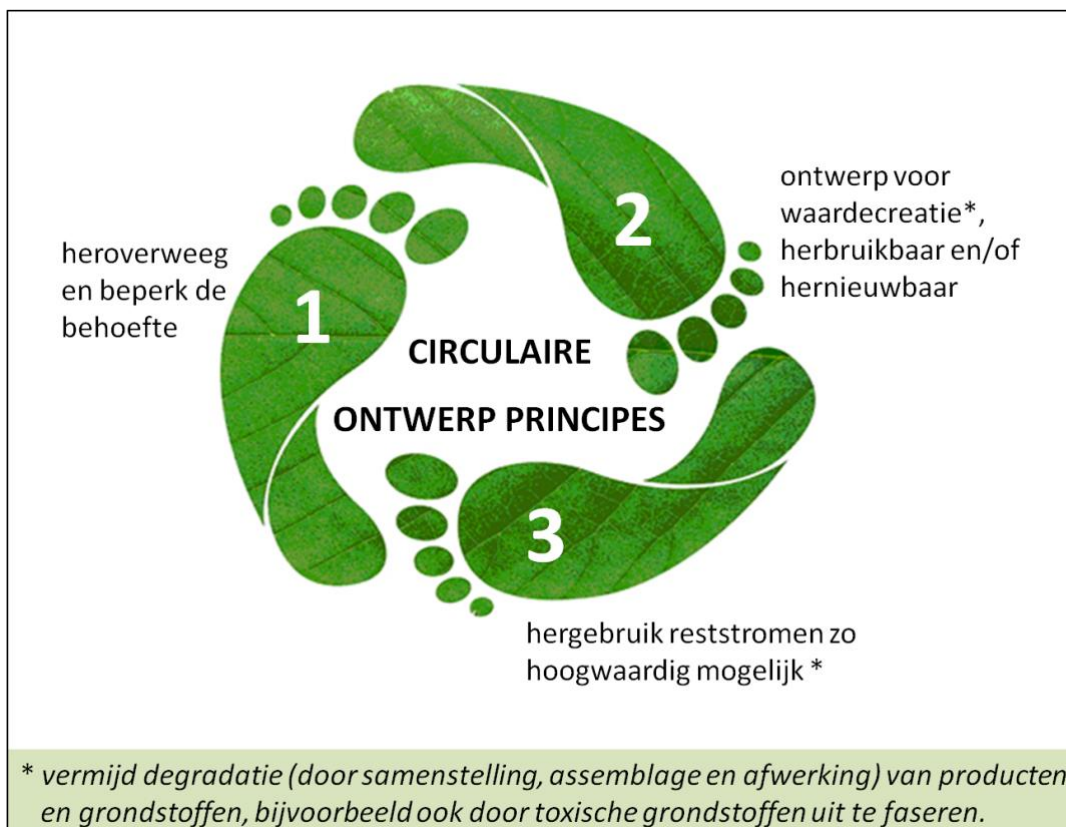 1
heroverweeg
en beperk de
behoefte
2
ontwerp voor
waardecreatie*,
herbruikbaar en/of
hernieuwbaar
CIRCULAIRE
ONTWERP PRINCIPES
3
hergebruik reststromen zo
hoogwaardig mogelijk *
* vermijd degradatie (door samenstelling, assemblage en afwerking) van producten
en grondstoffen, bijvoorbeeld ook door toxische grondstoffen uit te faseren.